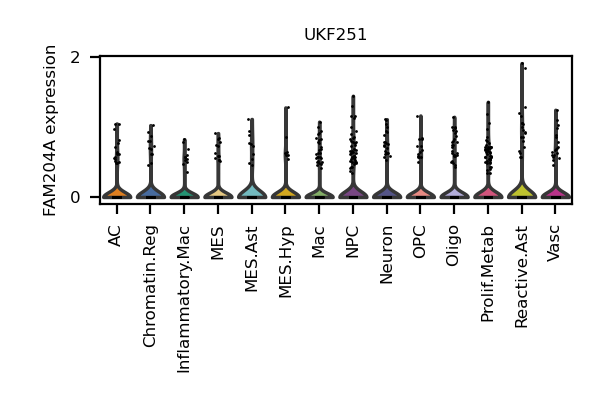 UKF251
FAM204A expression
2
0
AC
Chromatin.Reg
Inflammatory.Mac
MES
MES.Ast
MES.Hyp
Mac
NPC
Neuron
OPC
Oligo
Prolif.Metab
Reactive.Ast
Vasc